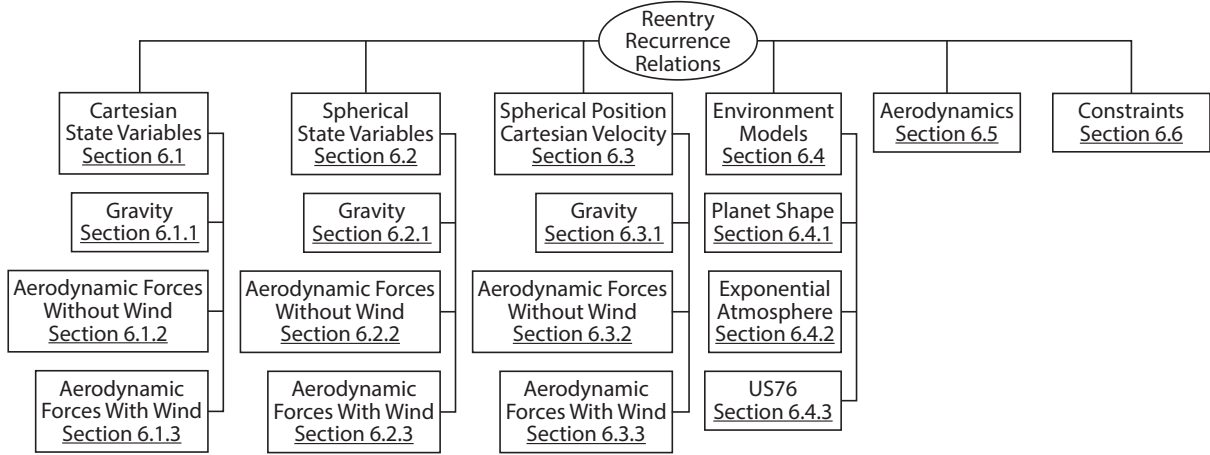 Reentry
Recurrence
Relations
Cartesian
State Variables
Section 6.1
Gravity
Section 6.1.1
Aerodynamic Forces
Without Wind
Section 6.1.2
Aerodynamic
Forces With Wind
Section 6.1.3
Spherical
State Variables
Section 6.2
Gravity
Section 6.2.1
Aerodynamic Forces
Without Wind
Section 6.2.2
Aerodynamic
Forces With Wind
Section 6.2.3
Spherical Position
Cartesian Velocity
Section 6.3
Gravity
Section 6.3.1
Aerodynamic Forces
Without Wind
Section 6.3.2
Aerodynamic
Forces With Wind
Section 6.3.3
Environment
Models
Section 6.4
Planet Shape
Section 6.4.1
Exponential
Atmosphere
Section 6.4.2
US76
Section 6.4.3
Aerodynamics
Section 6.5
Constraints
Section 6.6